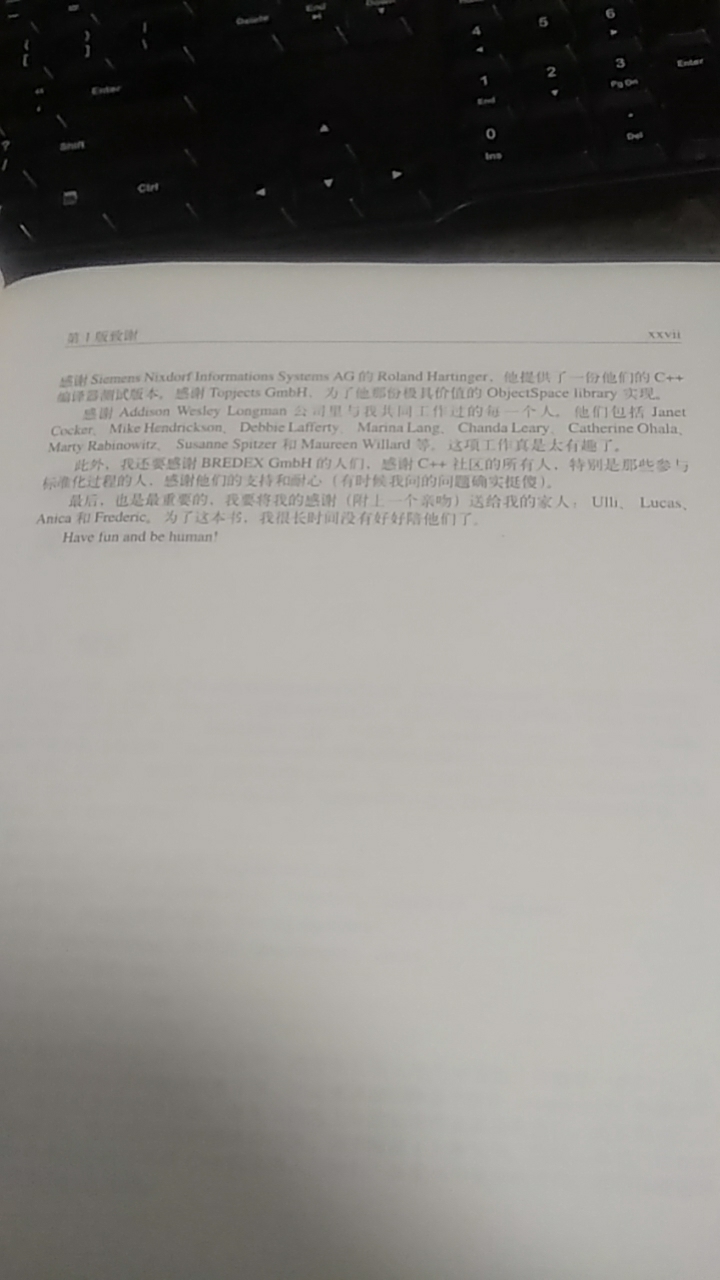 Delete
End
4
5
6
Enter
1
End
2
3
Pg Dn
Enter
Shift
0
Ins
.
Del
Ctrl
第 1 版致谢 xxvii
感谢 Siemens Nixdorf Informations Systems AG 的 Roland Hartinger，他提供了一份他们的 C++
编译器测试版本。感谢 Topjects GmbH，为了他那份极具价值的 ObjectSpace library 实现。
感谢 Addison Wesley Longman 公司里与我共同工作过的每一个人。他们包括 Janet
Cocker、Mike Hendrickson、Debbie Lafferty、Marina Lang、Chanda Leary、Catherine Ohala、
Marty Rabinowitz、Susanne Spitzer 和 Maureen Willard 等。这项工作真是太有趣了。
此外，我还要感谢 BREDEX GmbH 的人们，感谢 C++ 社区的所有人，特别是那些参与
标准化过程的人，感谢他们的支持和耐心（有时候我问的问题确实挺傻）。
最后，也是最重要的，我要将我的感谢（附上一个亲吻）送给我的家人：Ulli、Lucas、
Anica 和 Frederic。为了这本书，我很长时间没有好好陪他们了。
Have fun and be human!